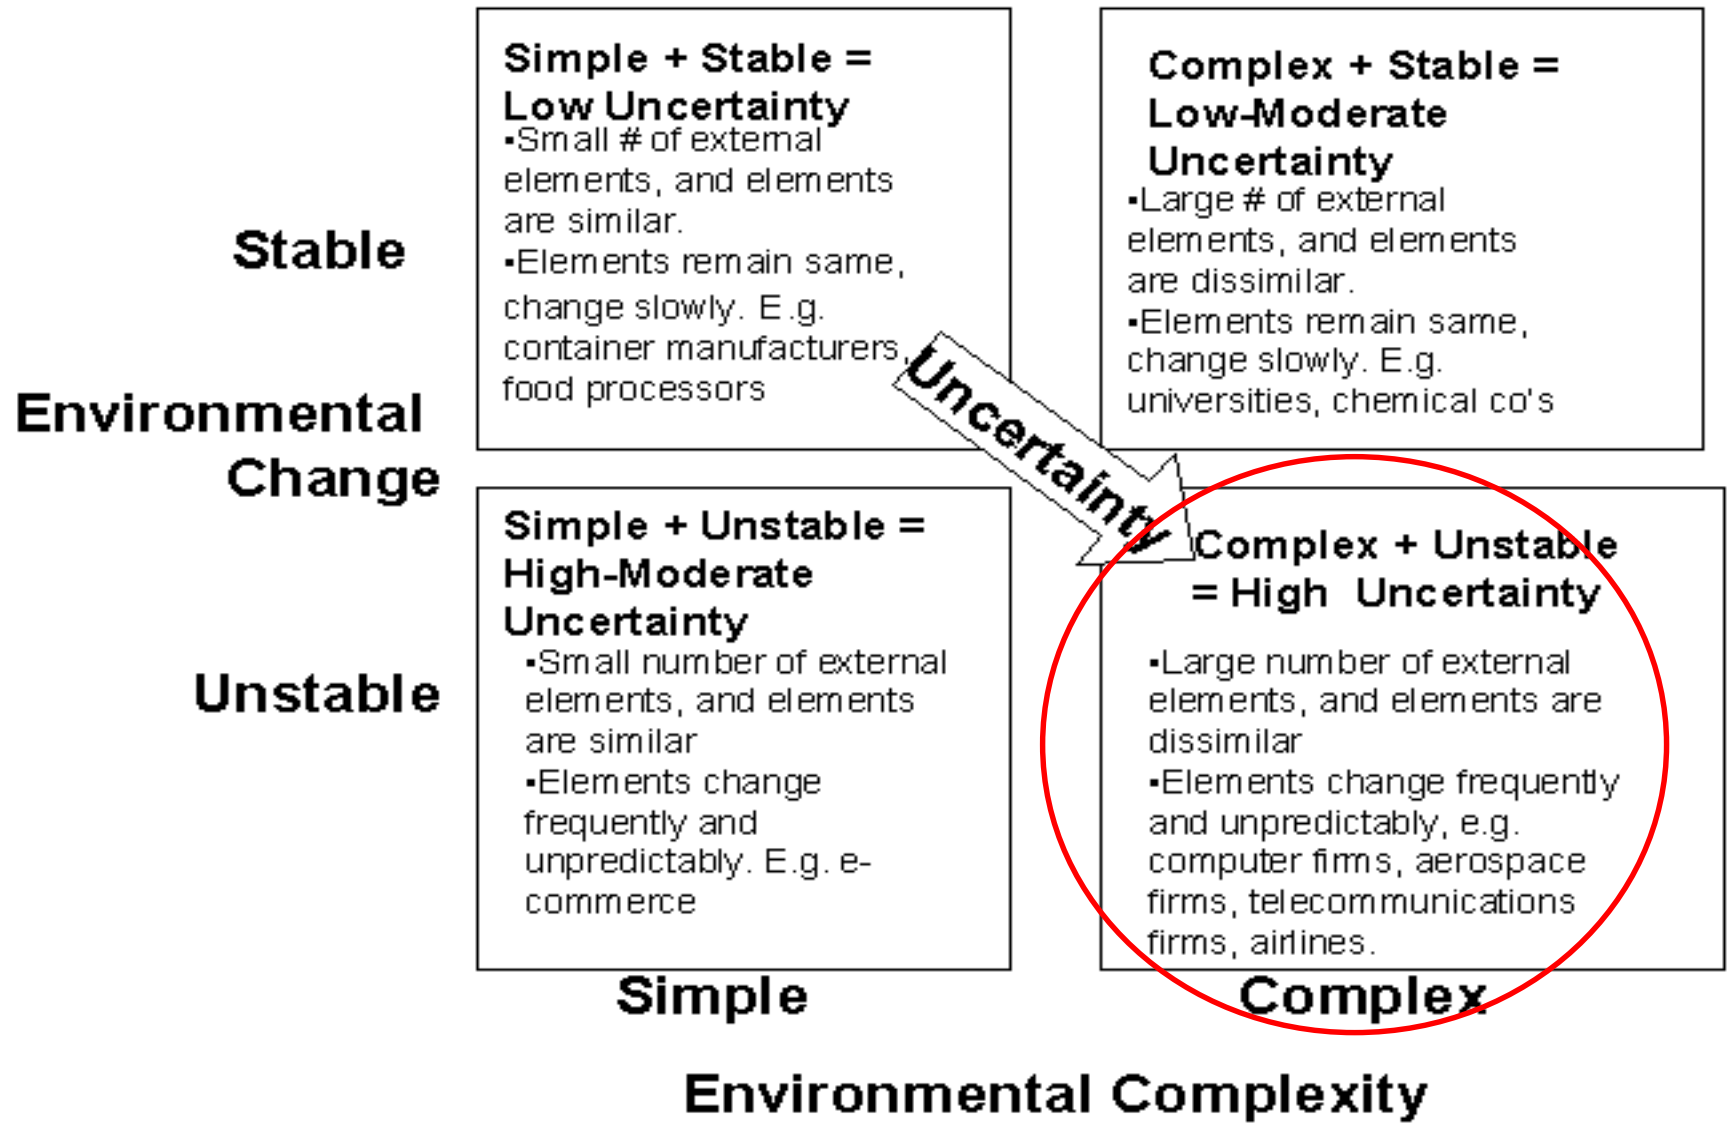 Simple + Stable =
Low Uncertainty
▪Small # of external
elements, and elements
are similar.
▪Elements remain same,
change slowly. E.g.
container manufacturers,
food processors
Complex + Stable =
Low-Moderate
Uncertainty
▪Large # of external
elements, and elements
are dissimilar.
▪Elements remain same,
change slowly. E.g.
universities, chemical co's
Stable
Environmental
Change
Uncertainty
Unstable
Simple + Unstable =
High-Moderate
Uncertainty
▪Small number of external
elements, and elements
are similar
▪Elements change
frequently and
unpredictably. E.g. e-
commerce
Complex + Unstable
= High Uncertainty
▪Large number of external
elements, and elements are
dissimilar
▪Elements change frequently
and unpredictably, e.g.
computer firms, aerospace
firms, telecommunications
firms, airlines.
Simple
Complex
Environmental Complexity